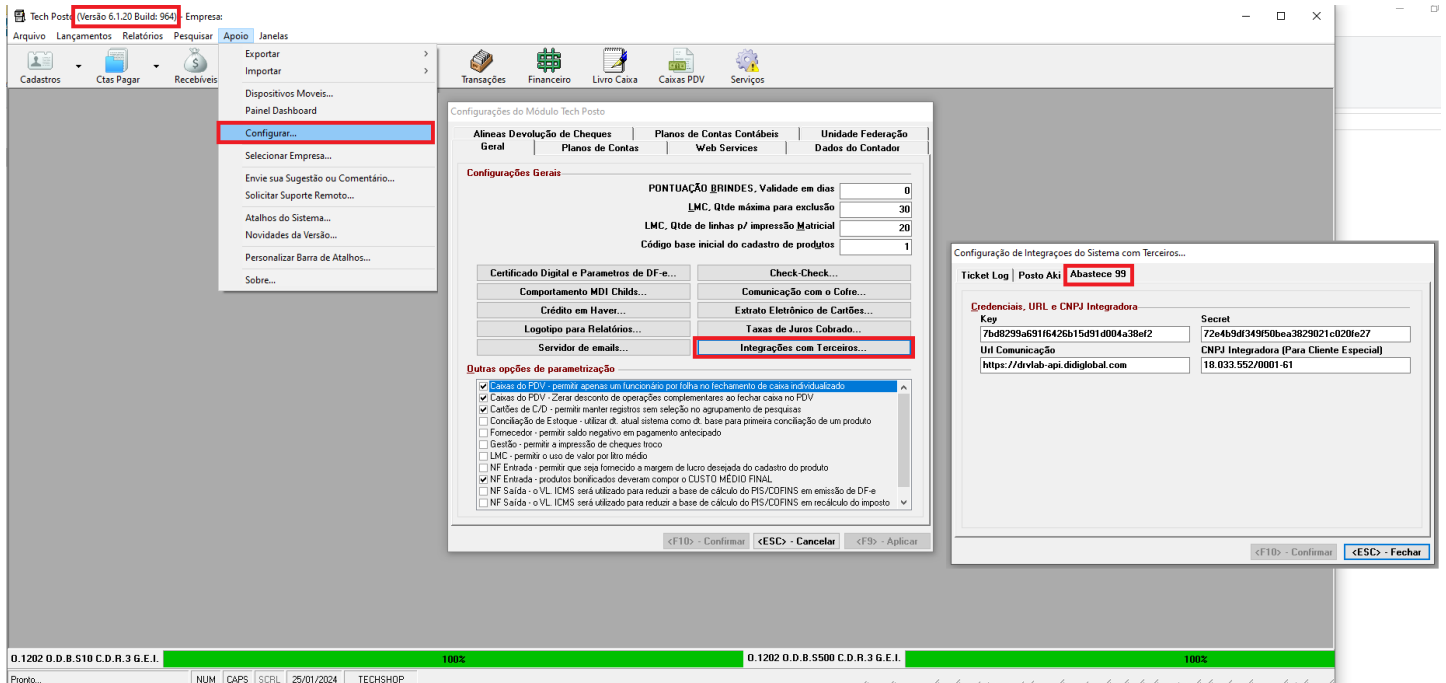 Tech Posto (Versão 6.1.20 Build: 964) - Empresa:
Arquivo Lançamentos Relatórios Pesquisar Apoio Janelas
Cadastros Ctas Pagar Recebíveis Transações Financeiro Livro Caixa Caixas PDV Serviços
Exportar
Importar
Dispositivos Moveis...
Painel Dashboard
Configurar...
Selecionar Empresa...
Envie sua Sugestão ou Comentário...
Solicitar Suporte Remoto...
Atalhos do Sistema...
Novidades da Versão...
Personalizar Barra de Atalhos...
Sobre...
Configurações do Módulo Tech Posto
Alineas Devolução de Cheques Planos de Contas Contábeis Unidade Federação
Geral Planos de Contas Web Services Dados do Contador
Configurações Gerais
PONTUAÇÃO BRINDES, Validade em dias 0
LMC, Qtde máxima para exclusão 30
LMC, Qtde de linhas p/ impressão Matricial 20
Código base inicial do cadastro de produtos 1
Certificado Digital e Parametros de DF-e... Check-Check...
Comportamento MDI Childs... Comunicação com o Cofre...
Crédito em Haver... Extrato Eletrônico de Cartões...
Logotipo para Relatórios... Taxas de Juros Cobrado...
Servidor de emails... Integrações com Terceiros...
Outras opções de parametrização
Caixas do PDV - permitir apenas um funcionário por folha no fechamento de caixa individualizado
Caixas do PDV - Zerar desconto de operações complementares ao fechar caixa no PDV
Cartões de C/D - permitir manter registros sem seleção no agrupamento de pesquisas
Conciliação de Estoque - utilizar dt. atual sistema como dt. base para primeira conciliação de um produto
Fornecedor - permitir saldo negativo em pagamento antecipado
Gestão - permitir a impressão de cheques troco
LMC - permitir o uso de valor por litro médio
NF Entrada - permitir que seja fornecido a margem de lucro desejada do cadastro do produto
NF Entrada - produtos bonificados deveram compor o CUSTO MÉDIO FINAL
NF Saída - o VL. ICMS será utilizado para reduzir a base de cálculo do PIS/COFINS em emissão de DF-e
NF Saída - o VL. ICMS será utilizado para reduzir a base de cálculo do PIS/COFINS em recálculo do imposto
<F10> - Confirmar <ESC> - Cancelar <F9> - Aplicar
Configuração de Integraçoes do Sistema com Terceiros...
Ticket Log Posto Aki Abastece 99
Credenciais, URL e CNPJ Integradora
Key Secret
7bd8299a691f6426b15d91d004a38ef2 72e4b9df349f50bea3829021c020fe27
Url Comunicação CNPJ Integradora (Para Cliente Especial)
https://drvlab-api.didiglobal.com 18.033.552/0001-61
<F10> - Confirmar <ESC> - Fechar
0.1202 O.D.B.S10 C.D.R.3 G.E.I. 100% 0.1202 O.D.B.S500 C.D.R.3 G.E.I. 100%
Pronto... NUM CAPS SCRL 25/01/2024 TECHSHOP